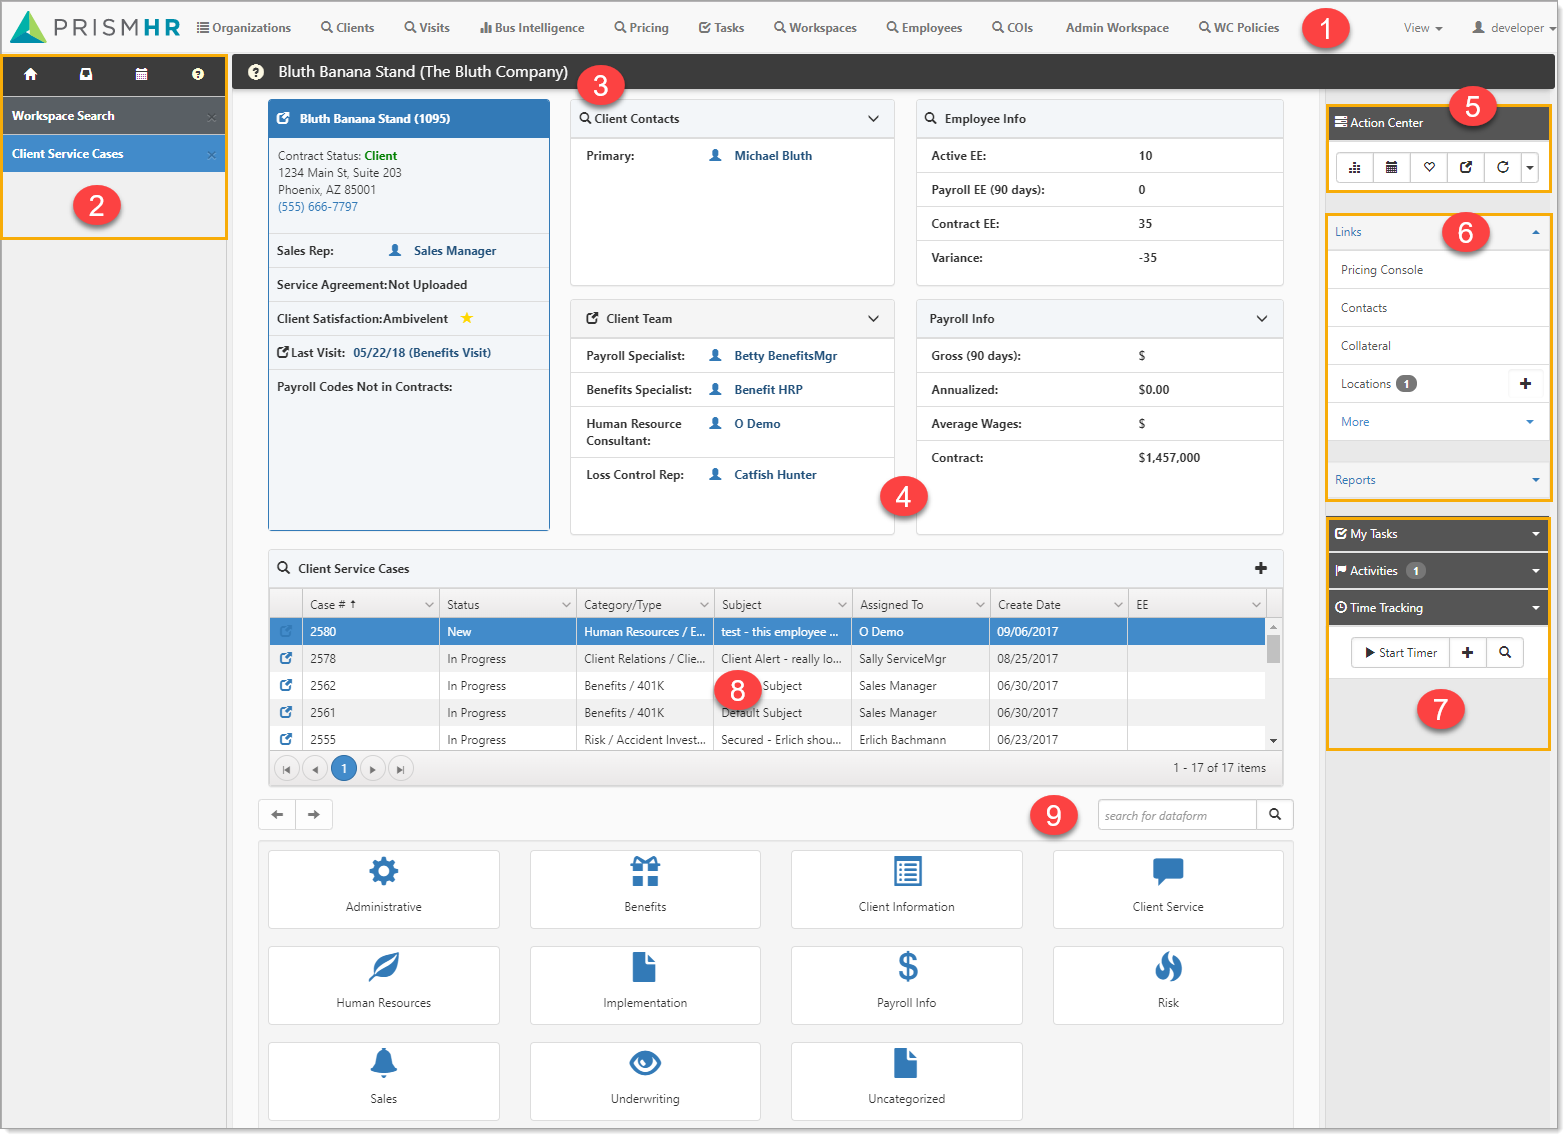 PRISMHR
Organizations
Clients
Visits
Bus Intelligence
Pricing
Tasks
Workspaces
Employees
COIs
Admin Workspace
WC Policies
1
View
developer
?
Workspace Search
Client Service Cases
2
? Bluth Banana Stand (The Bluth Company)
3
Bluth Banana Stand (1095)
Contract Status: Client
1234 Main St, Suite 203
Phoenix, AZ 85001
(555) 666-7797
Sales Rep: Sales Manager
Service Agreement:Not Uploaded
Client Satisfaction:Ambivelent
Last Visit: 05/22/18 (Benefits Visit)
Payroll Codes Not in Contracts:
Client Contacts
Primary: Michael Bluth
Client Team
Payroll Specialist: Betty BenefitsMgr
Benefits Specialist: Benefit HRP
Human Resource
Consultant:
O Demo
Loss Control Rep: Catfish Hunter
4
Employee Info
Active EE: 10
Payroll EE (90 days): 0
Contract EE: 35
Variance: -35
Payroll Info
Gross (90 days): $
Annualized: $0.00
Average Wages: $
Contract: $1,457,000
5
Action Center
Links
6
Pricing Console
Contacts
Collateral
Locations 1
More
Reports
My Tasks
Activities 1
Time Tracking
Start Timer
7
Client Service Cases
Case # ↑ Status Category/Type Subject Assigned To Create Date EE
2580 New Human Resources / E... test - this employee ... O Demo 09/06/2017
2578 In Progress Client Relations / Clie... Client Alert - really lo... Sally ServiceMgr 08/25/2017
2562 In Progress Benefits / 401K Subject Sales Manager 06/30/2017
8
2561 In Progress Benefits / 401K Default Subject Sales Manager 06/30/2017
2555 In Progress Risk / Accident Invest... Secured - Erlich shou... Erlich Bachmann 06/23/2017
1
1 - 17 of 17 items
9
search for dataform
Administrative
Benefits
Client Information
Client Service
Human Resources
Implementation
$
Payroll Info
Risk
Sales
Underwriting
Uncategorized